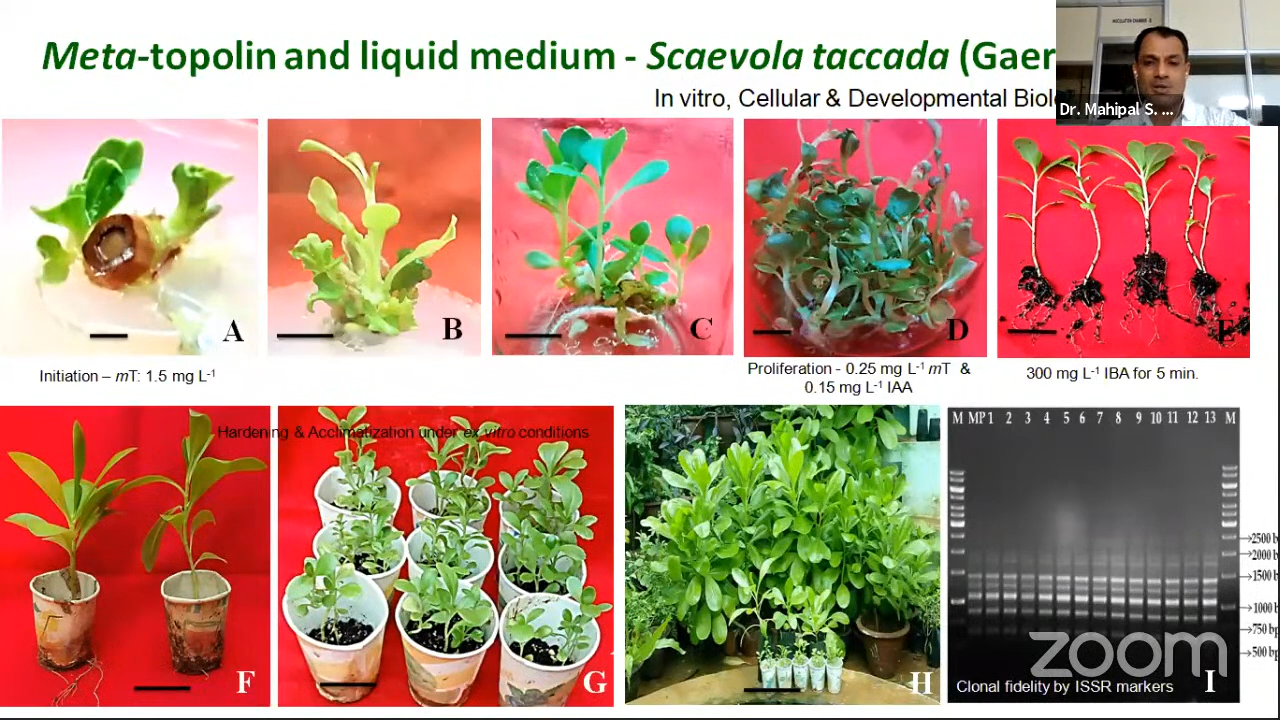 Meta-topolin and liquid medium - Scaevola taccada (Gaer
In vitro, Cellular & Developmental Biol
Dr. Mahipal S. ...
A
B
C
D
E
Initiation – mT: 1.5 mg L-1
Proliferation - 0.25 mg L-1 mT &
0.15 mg L-1 IAA
300 mg L-1 IBA for 5 min.
Hardening & Acclimatization under ex vitro conditions
F
G
H
M MP 1 2 3 4 5 6 7 8 9 10 11 12 13 M
2500 b
2000 b
1500 b
1000 b
750 b
500 bp
zoom
Clonal fidelity by ISSR markers
I